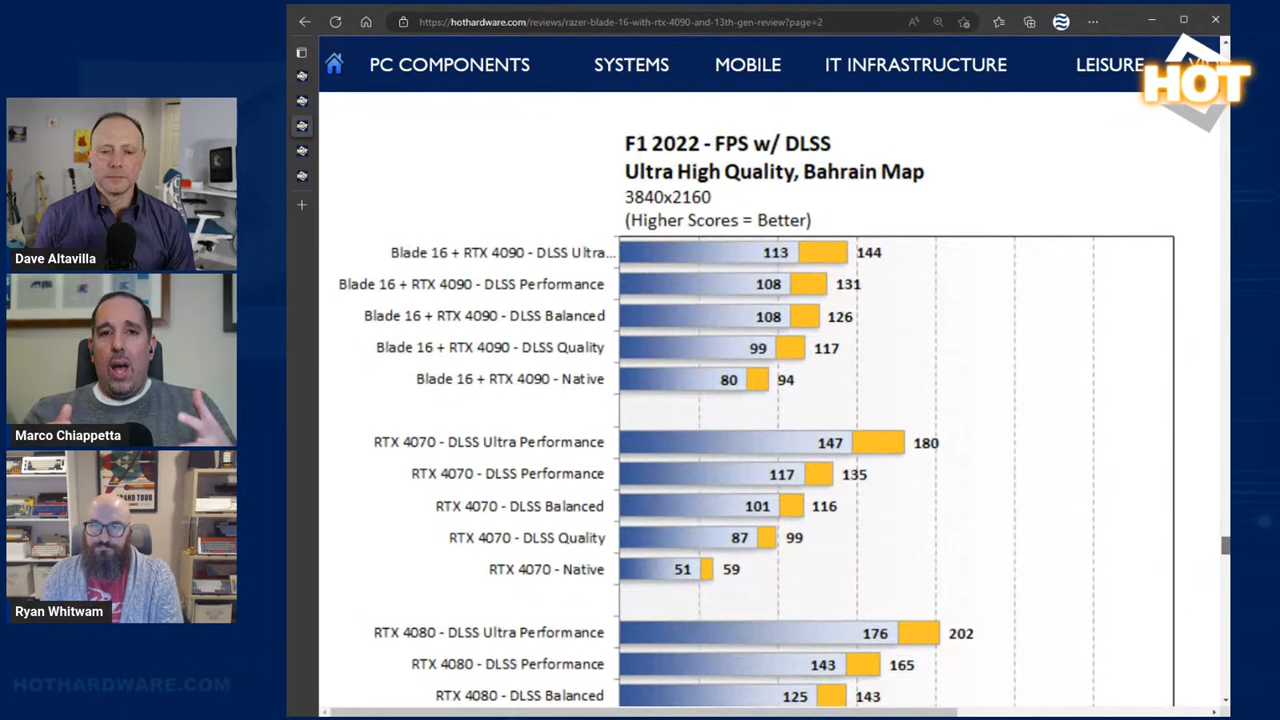 https://hothardware.com/reviews/razer-blade-16-with-rtx-4090-and-13th-gen-review?page=2
PC COMPONENTS
SYSTEMS
MOBILE
IT INFRASTRUCTURE
LEISURE
HOT
F1 2022 - FPS w/ DLSS
Ultra High Quality, Bahrain Map
3840x2160
(Higher Scores = Better)
Blade 16 + RTX 4090 - DLSS Ultra... 113 144
Blade 16 + RTX 4090 - DLSS Performance 108 131
Blade 16 + RTX 4090 - DLSS Balanced 108 126
Blade 16 + RTX 4090 - DLSS Quality 99 117
Blade 16 + RTX 4090 - Native 80 94
RTX 4070 - DLSS Ultra Performance 147 180
RTX 4070 - DLSS Performance 117 135
RTX 4070 - DLSS Balanced 101 116
RTX 4070 - DLSS Quality 87 99
RTX 4070 - Native 51 59
RTX 4080 - DLSS Ultra Performance 176 202
RTX 4080 - DLSS Performance 143 165
RTX 4080 - DLSS Balanced 125 143
Dave Altavilla
Marco Chiappetta
GRAND TOUR
Ryan Whitwam
HOTHARDWARE.COM